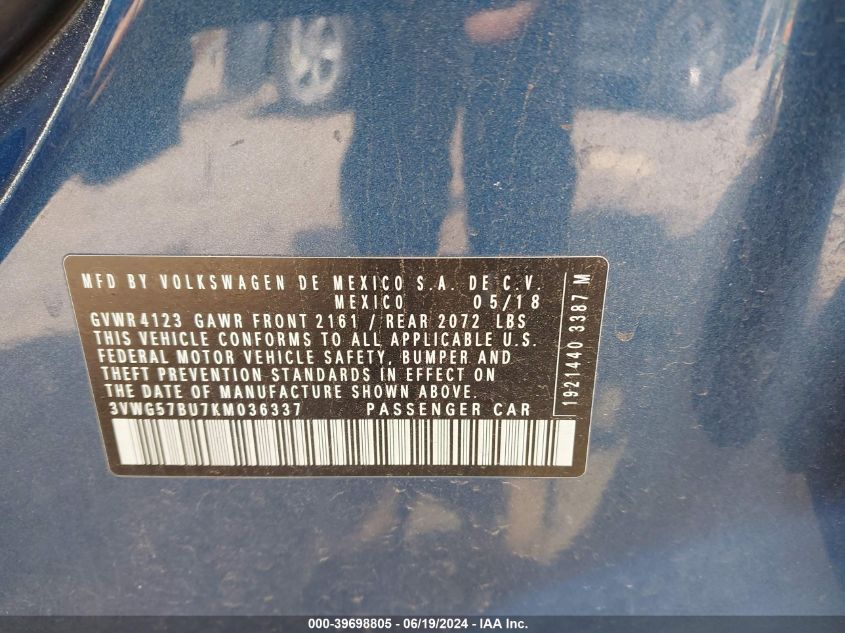 MFD BY VOLKSWAGEN DE MEXICO S.A. DE C.V.
MEXICO 05/18
GVWR 4123 GAWR FRONT 2161 / REAR 2072 LBS
THIS VEHICLE CONFORMS TO ALL APPLICABLE U.S.
FEDERAL MOTOR VEHICLE SAFETY, BUMPER AND
THEFT PREVENTION STANDARDS IN EFFECT ON
THE DATE OF MANUFACTURE SHOWN ABOVE.
3VWG57BU7KM036337 PASSENGER CAR
1921440 3387 M
000-39698805 - 06/19/2024 - IAA Inc.